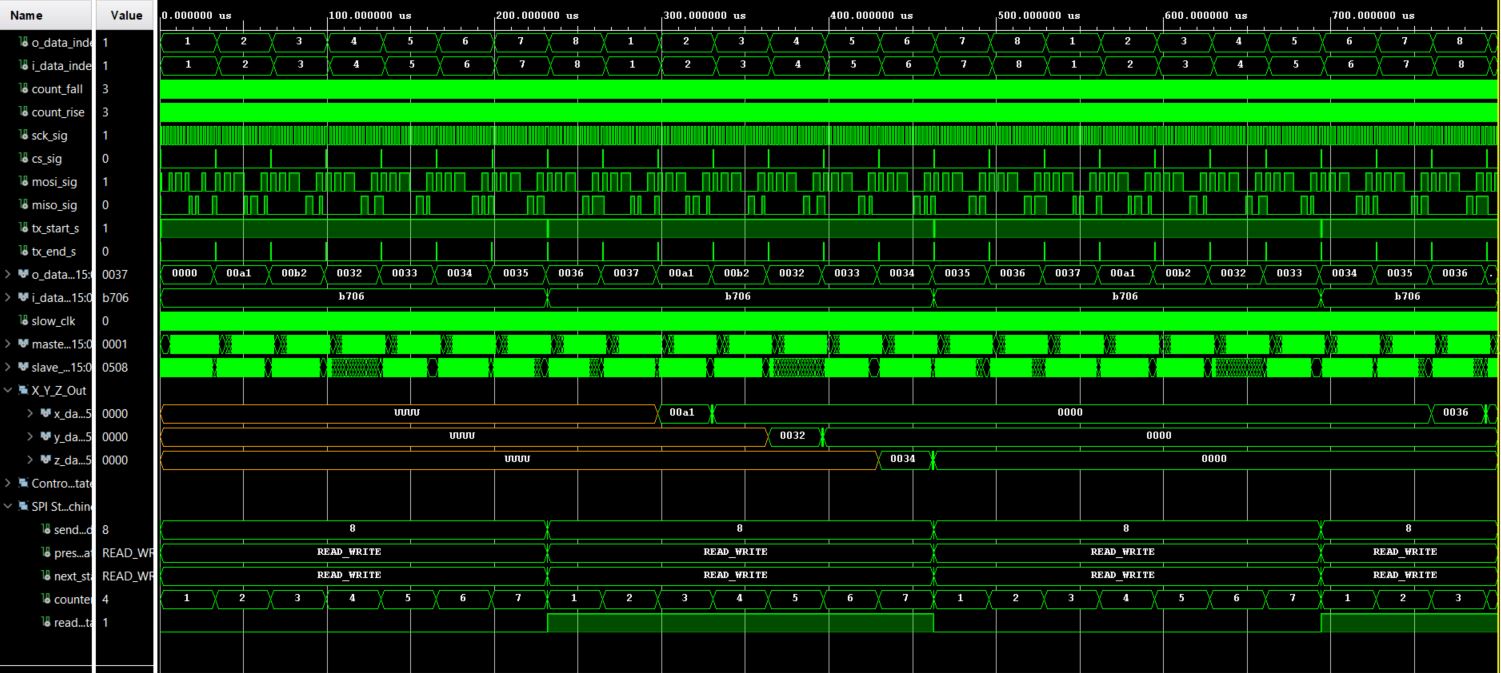 Name Value 0.000000 us 100.000000 us 200.000000 us 300.000000 us 400.000000 us 500.000000 us 600.000000 us 700.000000 us
o_data_inde 1 1 2 3 4 5 6 7 8 1 2 3 4 5 6 7 8 1 2 3 4 5 6 7 8
i_data_index 1 1 2 3 4 5 6 7 8 1 2 3 4 5 6 7 8 1 2 3 4 5 6 7 8
count_fall 3
count_rise 3
sck_sig 1
cs_sig 0
mosi_sig 1
miso_sig 0
tx_start_s 1
tx_end_s 0
o_data...15:0 0037 0000 00a1 00b2 0032 0033 0034 0035 0036 0037 00a1 00b2 0032 0033 0034 0035 0036 0037 00a1 00b2 0032 0033 0034 0035 0036 .
i_data...15:0 b706 b706 b706 b706 b706
slow_clk 0
maste...15:0 0001
slave_...15:0 0508
X_Y_Z_Out
x_da...5 0000 UUUU 00a1 0000 0036
y_da...5 0000 UUUU 0032 0000
z_da...5 0000 UUUU 0034 0000
Contro...tate
SPI St...chine
send...d 8 8 8 8 8
pres...at READ_WR READ_WRITE READ_WRITE READ_WRITE READ_WRITE
next_sta READ_WR READ_WRITE READ_WRITE READ_WRITE READ_WRITE
counter 4 1 2 3 4 5 6 7 1 2 3 4 5 6 7 1 2 3 4 5 6 7 1 2 3
read...ta 1